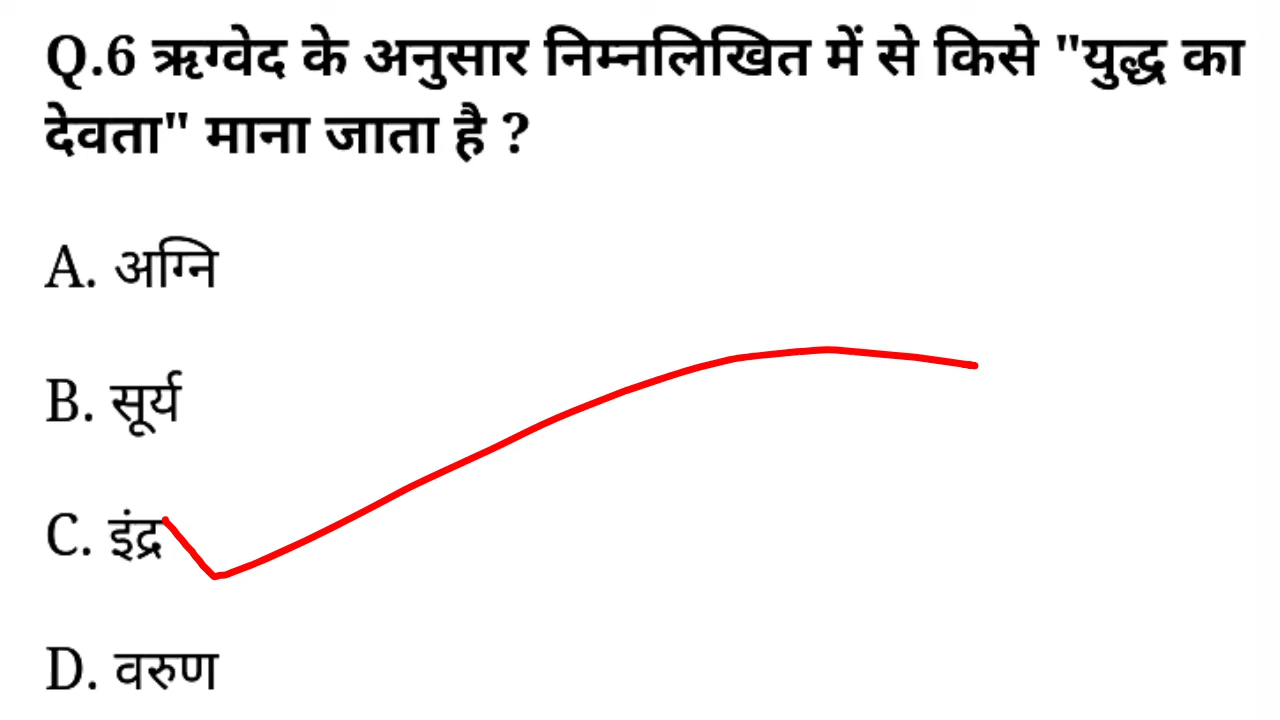 Q.6 ऋग्वेद के अनुसार निम्नलिखित में से किसे "युद्ध का
देवता" माना जाता है ?
A. अग्नि
B. सूर्य
C. इंद्र
D. वरुण